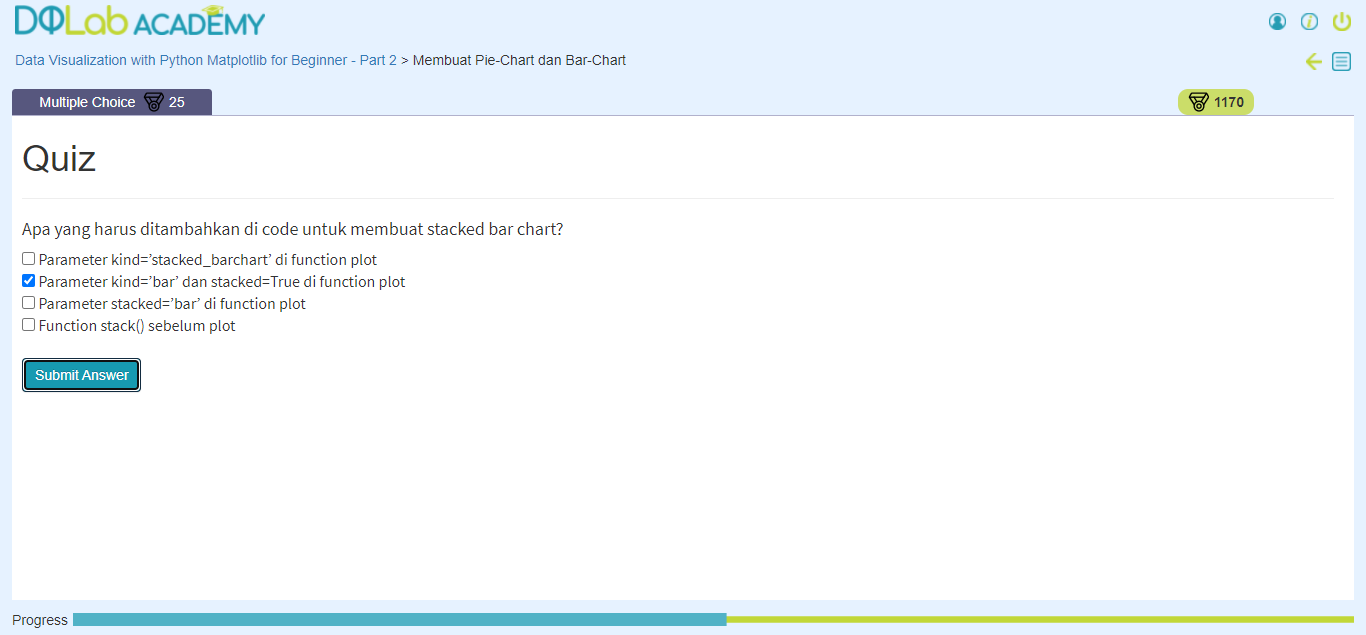 DQLab ACADEMY
Data Visualization with Python Matplotlib for Beginner - Part 2 > Membuat Pie-Chart dan Bar-Chart
Multiple Choice 25
1170
Quiz
Apa yang harus ditambahkan di code untuk membuat stacked bar chart?
Parameter kind=’stacked_barchart’ di function plot
Parameter kind=’bar’ dan stacked=True di function plot
Parameter stacked=’bar’ di function plot
Function stack() sebelum plot
Submit Answer
Progress